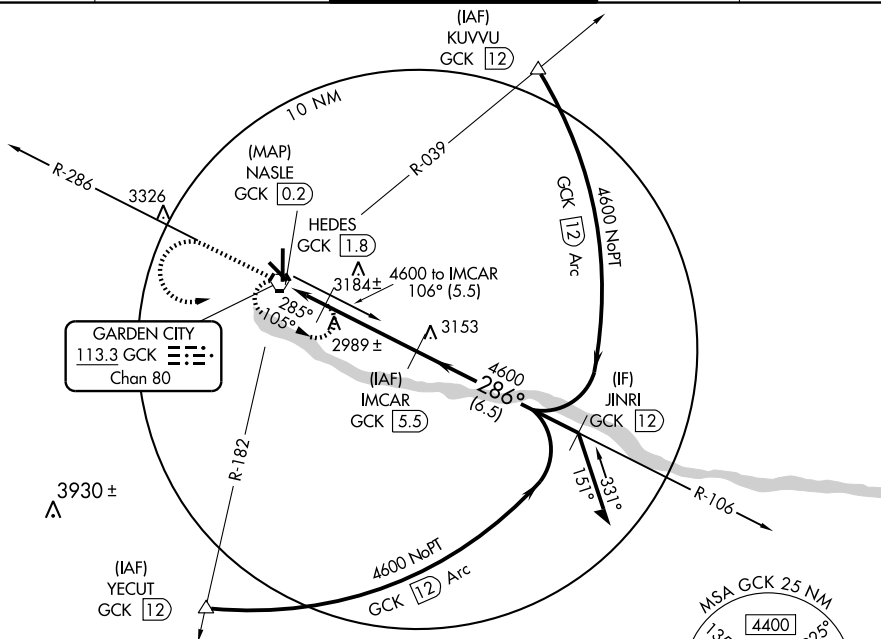 (IAF)
KUVVU
GCK 12
10 NM
R-039
R-286
3326
(MAP)
NASLE
GCK 0.2
HEDES
GCK 1.8
3184±
4600 to IMCAR
106° (5.5)
GCK 12 Arc
4600 NoPT
285°
105°
2989±
3153
GARDEN CITY
113.3 GCK
Chan 80
(IAF)
IMCAR
GCK 5.5
4600
286°
(6.5)
(IF)
JINRI
GCK 12
151°
331°
R-106
R-182
3930±
(IAF)
YECUT
GCK 12
4600 NoPT
GCK 12 Arc
MSA GCK 25 NM
4400